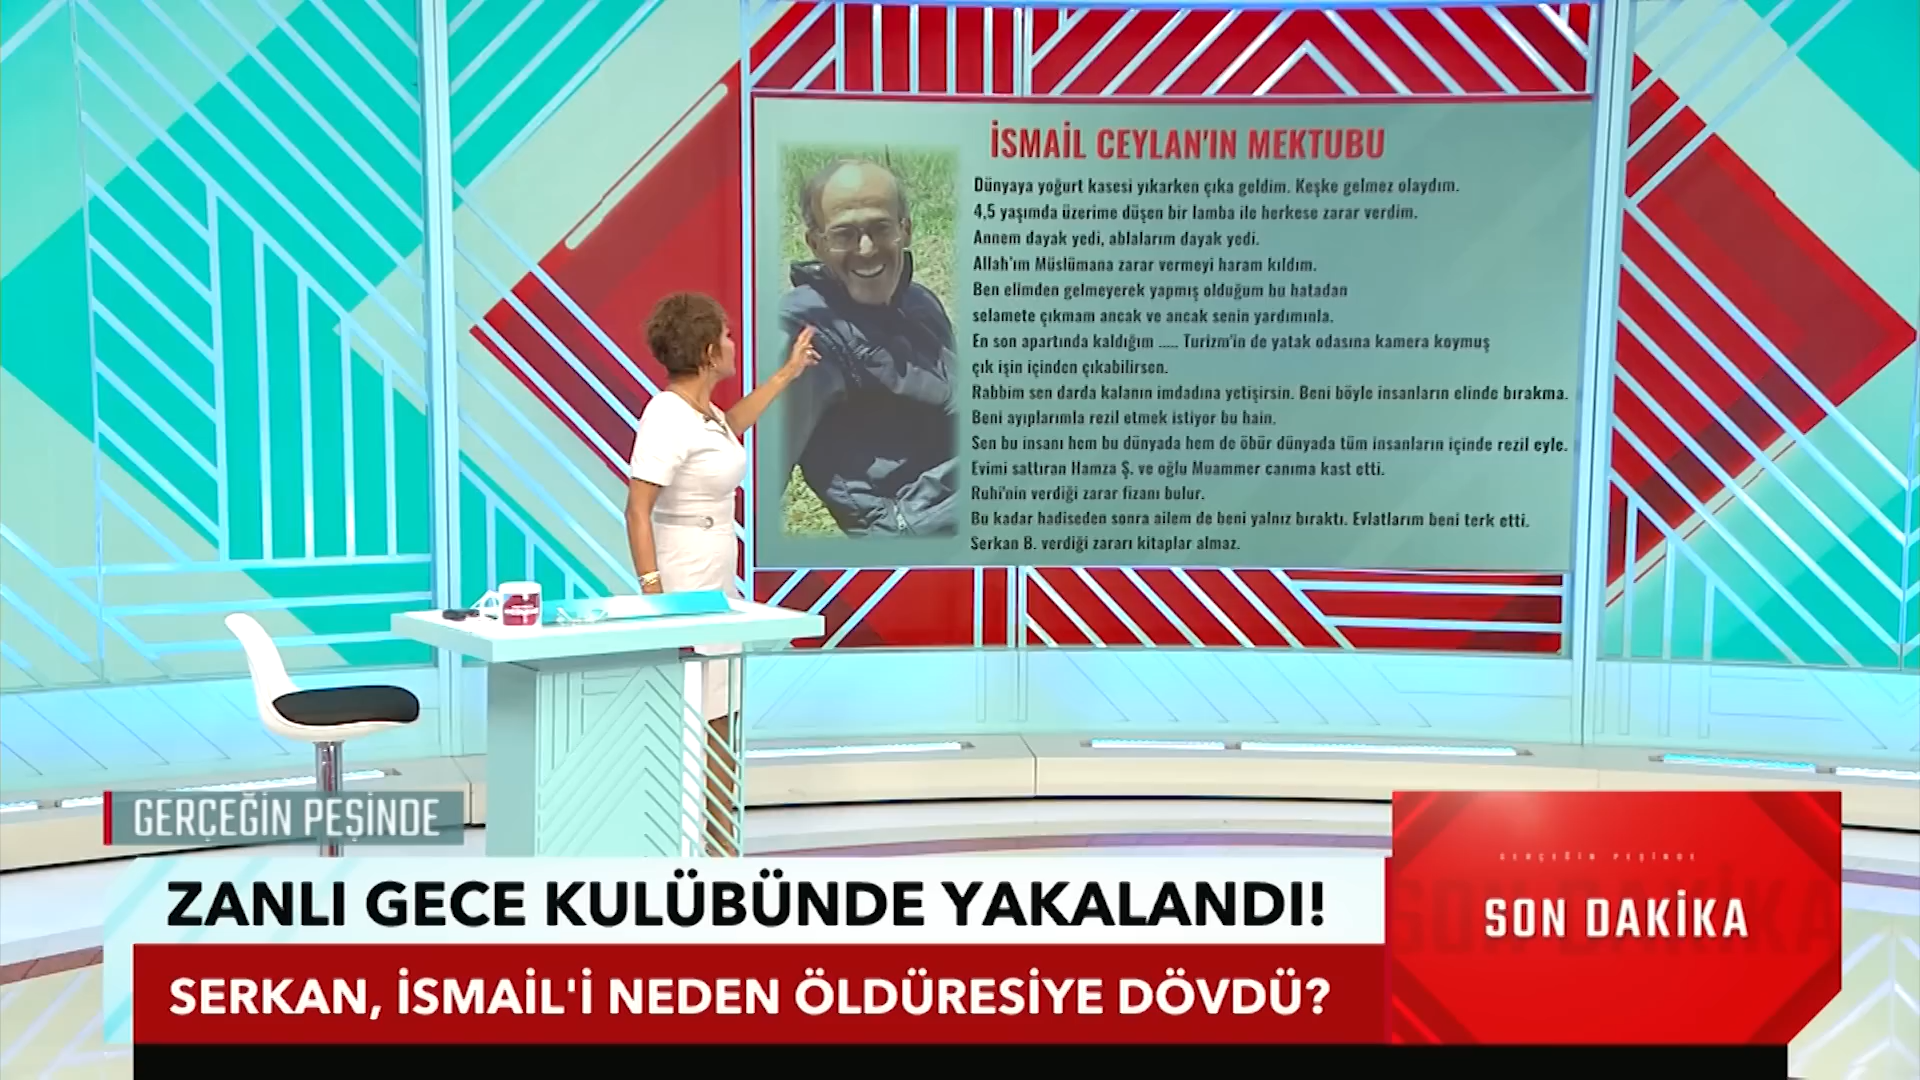 İSMAİL CEYLAN'IN MEKTUBU
Dünyaya yoğurt kasesi yıkarken çıka geldim. Keşke gelmez olaydım.
4,5 yaşımda üzerime düşen bir lamba ile herkese zarar verdim.
Annem dayak yedi, ablalarım dayak yedi.
Allah'ım Müslümana zarar vermeyi haram kıldım.
Ben elimden gelmeyerek yapmış olduğum bu hatadan
selamete çıkmam ancak ve ancak senin yardımınla.
En son apartında kaldığım ..... Turizm'in de yatak odasına kamera koymuş
çık işin içinden çıkabilirsen.
Rabbim sen darda kalanın imdadına yetişirsin. Beni böyle insanların elinde bırakma.
Beni ayıplarımla rezil etmek istiyor bu hain.
Sen bu insanı hem bu dünyada hem de öbür dünyada tüm insanların içinde rezil eyle.
Evimi sattıran Hamza Ş. ve oğlu Muammer canıma kast etti.
Ruhi'nin verdiği zarar fizanı bulur.
Bu kadar hadiseden sonra ailem de beni yalnız bıraktı. Evlatlarım beni terk etti.
Serkan B. verdiği zararı kitaplar almaz.
GERÇEĞİN PEŞİNDE
ZANLI GECE KULÜBÜNDE YAKALANDI!
SERKAN, İSMAİL'İ NEDEN ÖLDÜRESİYE DÖVDÜ?
GERÇEĞİN PEŞİNDE
SON DAKİKA
SON DAKİKA